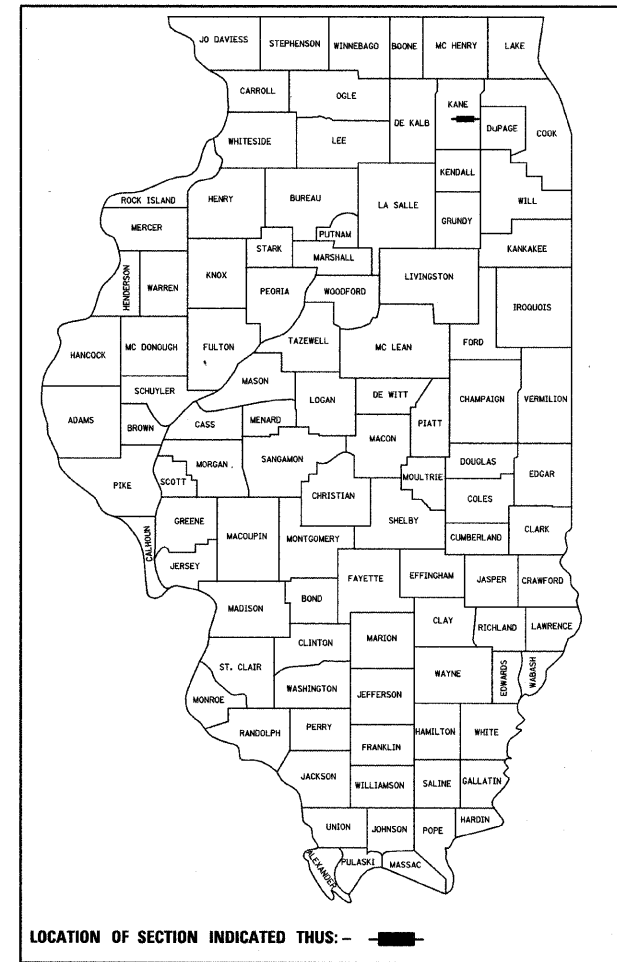 JO DAVIESS STEPHENSON WINNEBAGO BOONE MC HENRY LAKE
CARROLL OGLE DE KALB KANE DuPAGE COOK
WHITESIDE LEE
KENDALL
ROCK ISLAND HENRY BUREAU LA SALLE GRUNDY WILL
MERCER PUTNAM
STARK MARSHALL KANKAKEE
HENDERSON WARREN KNOX PEORIA WOODFORD LIVINGSTON IROQUOIS
HANCOCK MC DONOUGH FULTON TAZEWELL MC LEAN FORD
SCHUYLER MASON LOGAN DE WITT CHAMPAIGN VERMILION
ADAMS BROWN CASS MENARD MACON PIATT
PIKE SCOTT MORGAN SANGAMON CHRISTIAN MOULTRIE DOUGLAS EDGAR
COLES
CALHOUN GREENE MACOUPIN MONTGOMERY SHELBY CUMBERLAND CLARK
JERSEY FAYETTE EFFINGHAM JASPER CRAWFORD
MADISON BOND CLAY
CLINTON MARION RICHLAND LAWRENCE
ST. CLAIR WAYNE EDWARDS WABASH
MONROE WASHINGTON JEFFERSON
RANDOLPH PERRY FRANKLIN HAMILTON WHITE
JACKSON WILLIAMSON SALINE GALLATIN
UNION JOHNSON POPE HARDIN
ALEXANDER PULASKI MASSAC
LOCATION OF SECTION INDICATED THUS: -